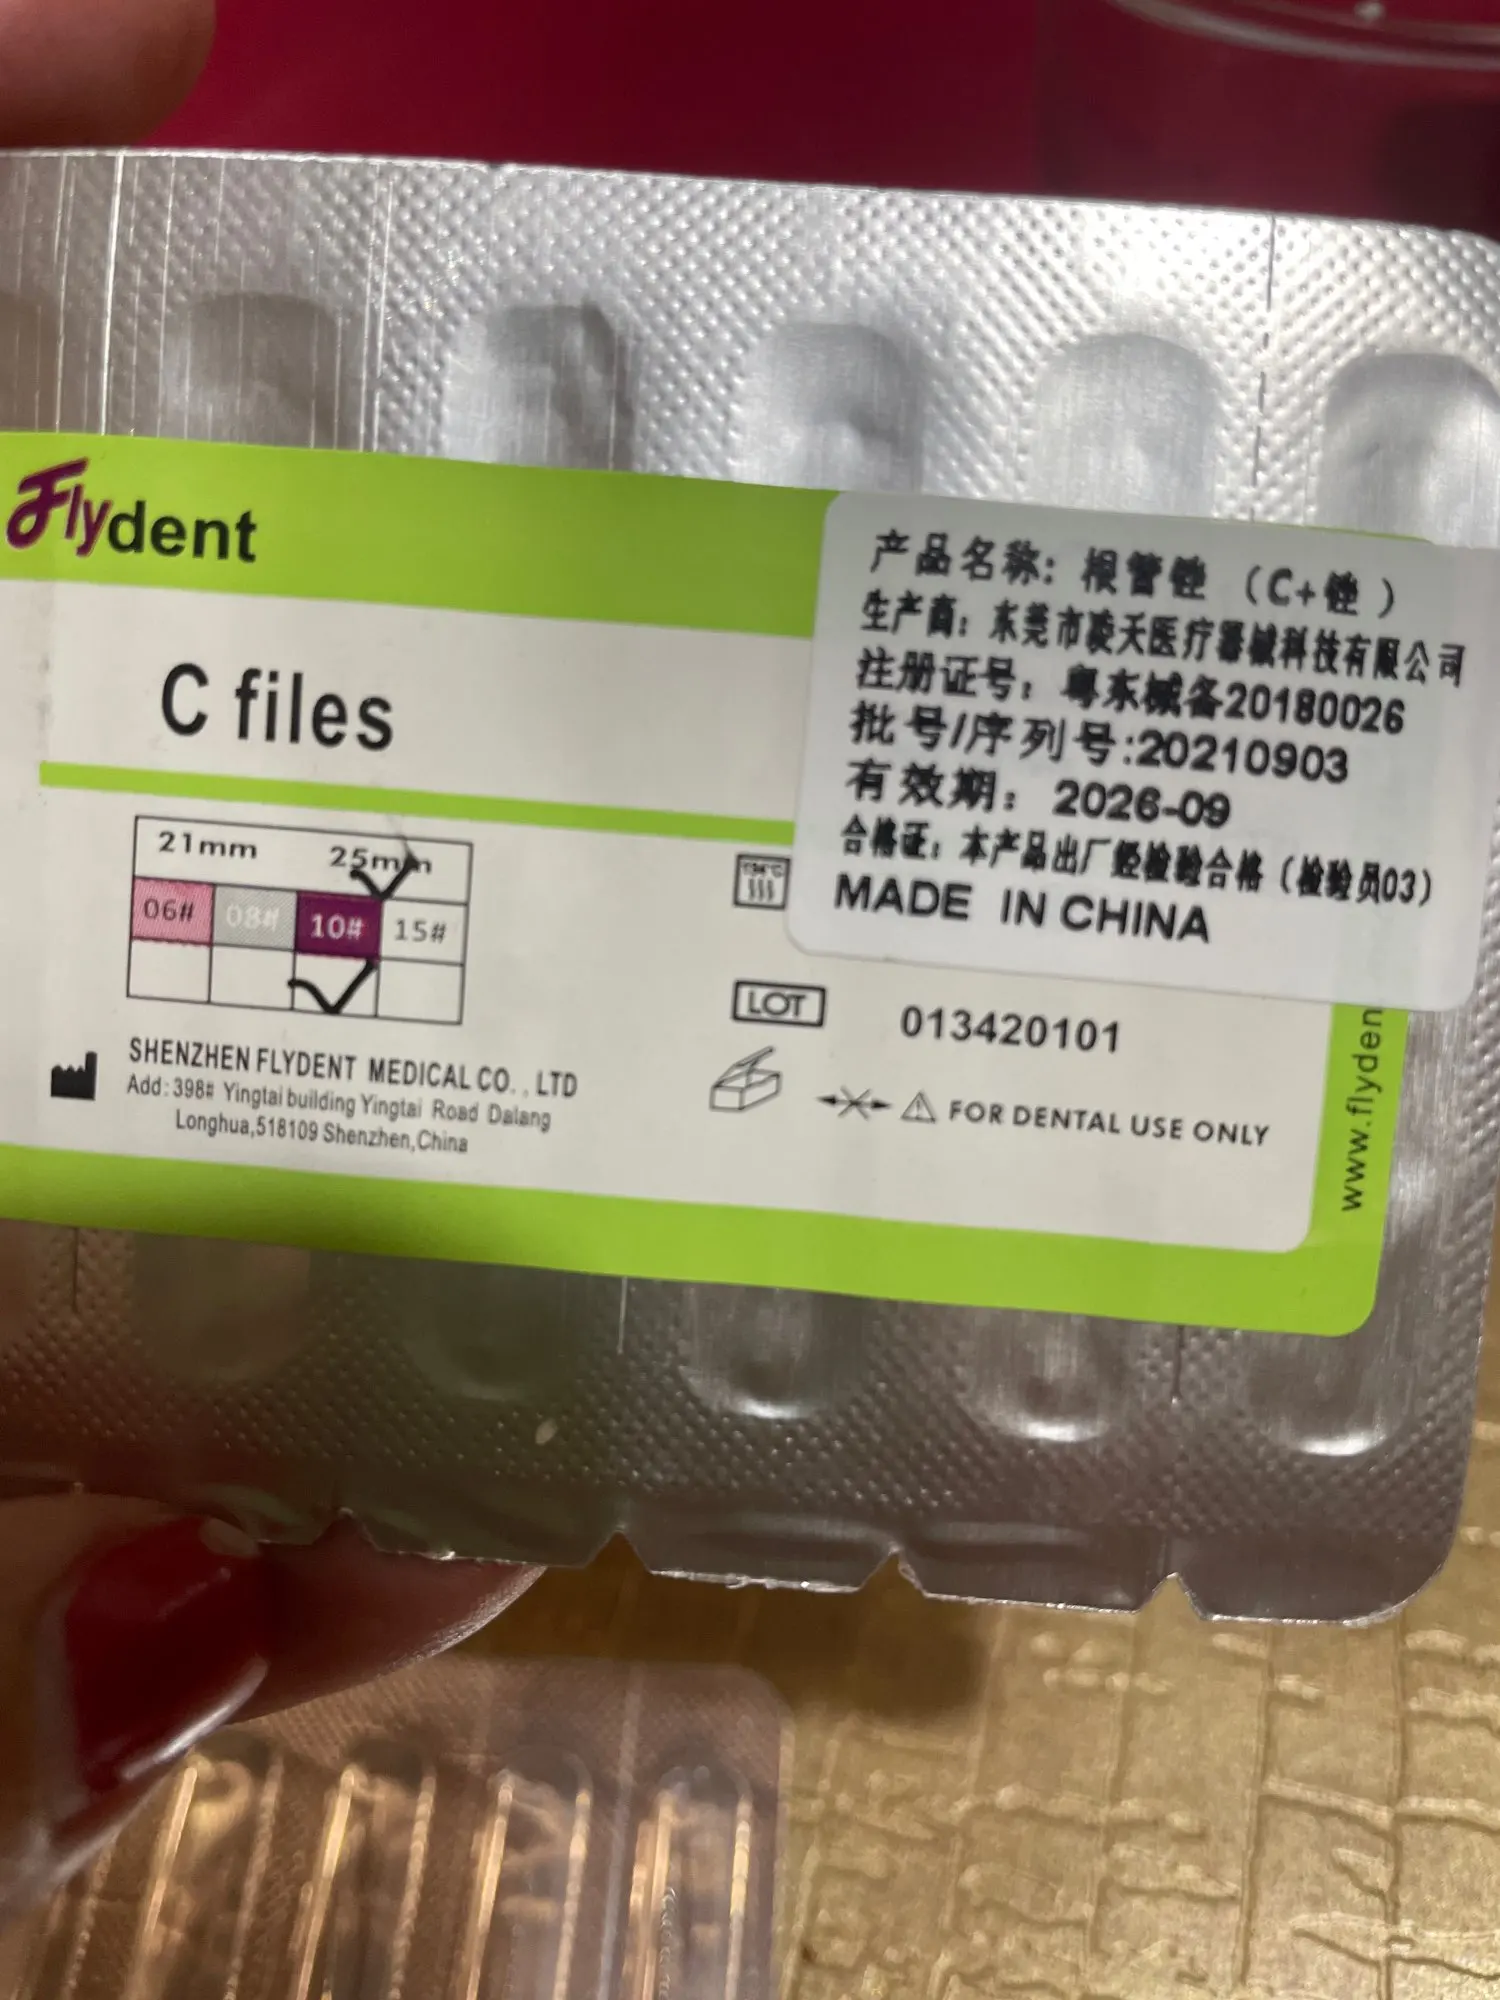 Flydent
C files
21mm 25mm
06# 08# 10# 15#
SHENZHEN FLYDENT MEDICAL CO., LTD
Add:398# Yingtai building Yingtai Road Dalang
Longhua,518109 Shenzhen,China
产品名称: 根管锉 (C+锉)
生产商: 东莞市凌天医疗器械科技有限公司
注册证号: 粤东械备20180026
批号/序列号:20210903
有效期: 2026-09
合格证: 本产品出厂经检验合格 (检验员03)
MADE IN CHINA
LOT 013420101
FOR DENTAL USE ONLY
www.flyden